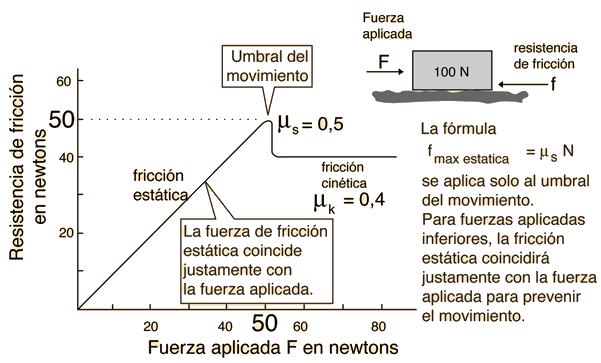 Fuerza
aplicada
F
100 N
resistencia
de fricción
f
Umbral del
movimiento
Resistencia de fricción
en newtons
60
50
40
20
μs = 0,5
fricción
estática
fricción
cinética
μk = 0,4
La fuerza de fricción
estática coincide
justamente con
la fuerza aplicada.
20
40
50
60
80
Fuerza aplicada F en newtons
La fórmula
f max estatica = μs N
se aplica solo al umbral
del movimiento.
Para fuerzas aplicadas
inferiores, la fricción
estática coincidirá
justamente con la fuerza
aplicada para prevenir
el movimiento.